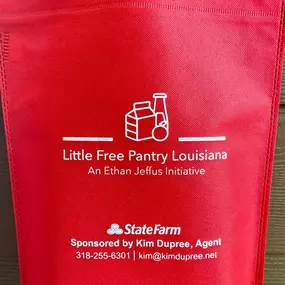 Little Free Pantry Louisiana
An Ethan Jeffus Initiative
StateFarm
Sponsored by Kim Dupree, Agent
318-255-6301 | kim@kimdupree.net